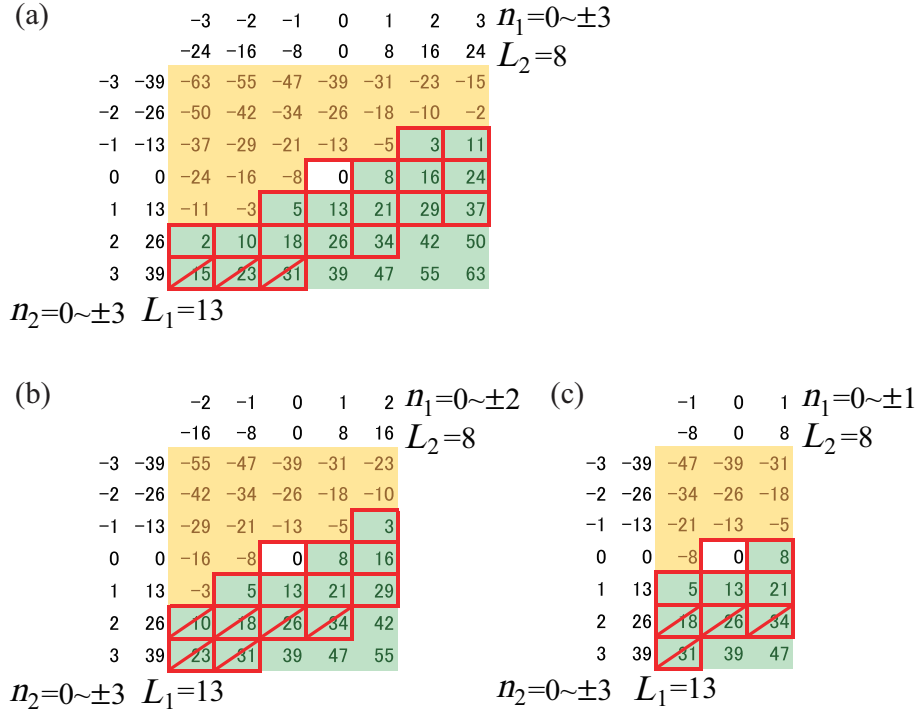 (a)
−3 −2 −1 0 1 2 3 n1=0~±3
−24 −16 −8 0 8 16 24 L2=8
−3 −39 −63 −55 −47 −39 −31 −23 −15
−2 −26 −50 −42 −34 −26 −18 −10 −2
−1 −13 −37 −29 −21 −13 −5 3 11
0 0 −24 −16 −8 0 8 16 24
1 13 −11 −3 5 13 21 29 37
2 26 2 10 18 26 34 42 50
3 39 15 23 31 39 47 55 63
n2=0~±3 L1=13
(b)
−2 −1 0 1 2 n1=0~±2
−16 −8 0 8 16 L2=8
−3 −39 −55 −47 −39 −31 −23
−2 −26 −42 −34 −26 −18 −10
−1 −13 −29 −21 −13 −5 3
0 0 −16 −8 0 8 16
1 13 −3 5 13 21 29
2 26 10 18 26 34 42
3 39 23 31 39 47 55
n2=0~±3 L1=13
(c)
−1 0 1 n1=0~±1
−8 0 8 L2=8
−3 −39 −47 −39 −31
−2 −26 −34 −26 −18
−1 −13 −21 −13 −5
0 0 −8 0 8
1 13 5 13 21
2 26 18 26 34
3 39 31 39 47
n2=0~±3 L1=13